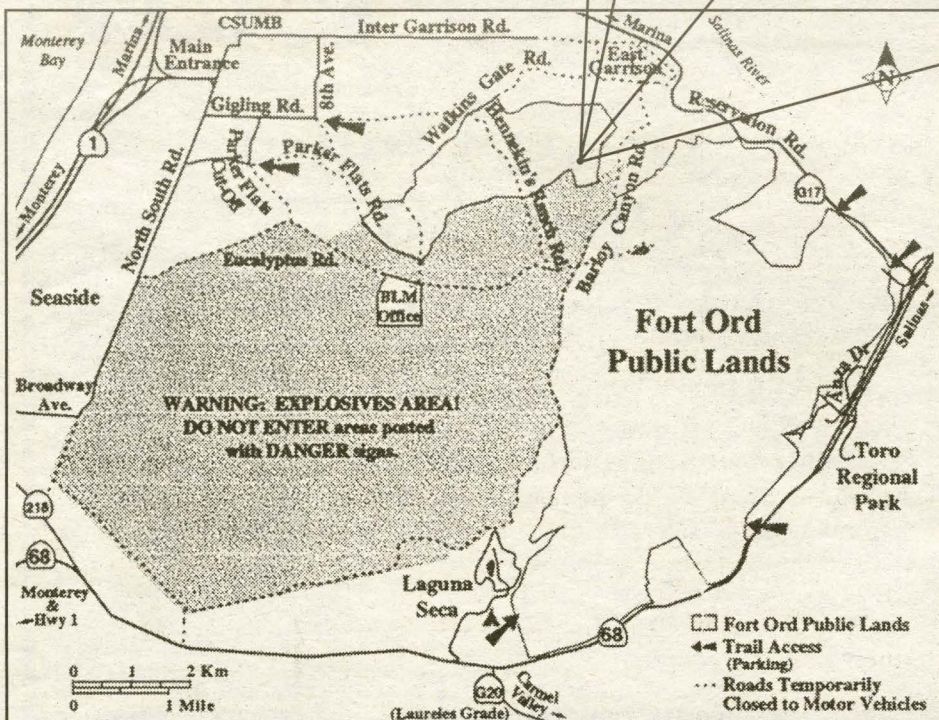 CSUMB
Monterey
Bay
Marina
Main
Entrance
Inter Garrison Rd.
Marina
Salinas
River
East
Garrison
8th Ave.
Gigling Rd.
Watkins Gate
Rd.
Reservation Rd.
N
1
Monterey
North South Rd.
Parker Flats
Cut-Off
Parker Flats
Rd.
Hennekin's Ranch Rd.
Barloy
Canyon Rd.
G17
Eucalyptus Rd.
Seaside
BLM
Office
Fort Ord
Public Lands
Salinas
Anza Dr.
Broadway
Ave.
WARNING: EXPLOSIVES AREA!
DO NOT ENTER areas posted
with DANGER signs.
Toro
Regional
Park
218
68
Monterey
&
Hwy 1
Laguna
Seca
68
Fort Ord Public Lands
Trail Access
(Parking)
Roads Temporarily
Closed to Motor Vehicles
0 1 2 Km
0 1 Mile
G20
(Laureles Grade)
Carmel
Valley